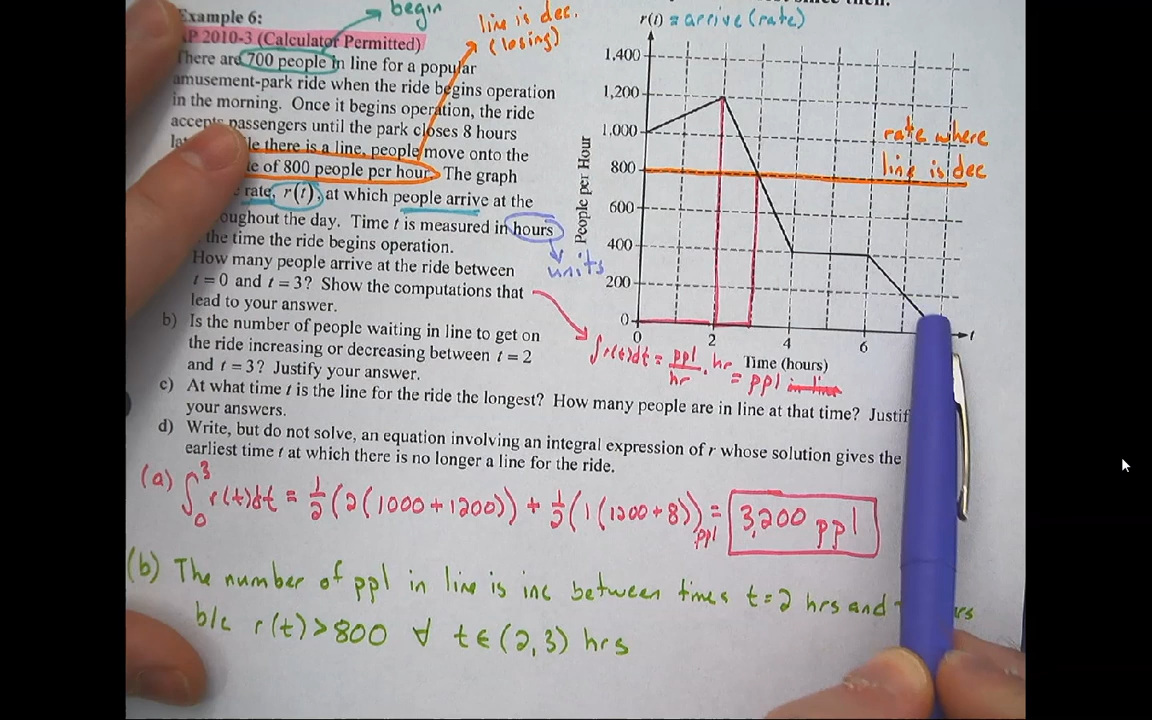 begin
Example 6:
AP 2010-3 (Calculator Permitted)
There are 700 people in line for a popular
amusement-park ride when the ride begins operation
in the morning. Once it begins operation, the ride
accepts passengers until the park closes 8 hours
there is a line, people move onto the
of 800 people per hour. The graph
rate, r(t), at which people arrive at the
throughout the day. Time t is measured in hours
the time the ride begins operation.
How many people arrive at the ride between
t = 0 and t = 3? Show the computations that
lead to your answer.
b) Is the number of people waiting in line to get on
the ride increasing or decreasing between t = 2
and t = 3? Justify your answer.
c) At what time t is the line for the ride the longest? How many people are in line at that time? Justif
your answers.
d) Write, but do not solve, an equation involving an integral expression of r whose solution gives the
earliest time t at which there is no longer a line for the ride.
line is dec.
(losing)
units
since then.
r(t) = arrive (rate)
1,400
1,200
1,000
800
600
400
200
0
People per Hour
rate where
line is dec
0 2 4 6 t
Time (hours)
∫r(t)dt = ppl/hr · hr
= ppl in line
(a) ∫₀³ r(t)dt = 1/2(2(1000+1200)) + 1/2(1(1200+8)) ppl = 3,200 ppl
(b) The number of ppl in line is inc between times t=2 hrs and rs
b/c r(t) > 800 ∀ t ∈ (2,3) hrs